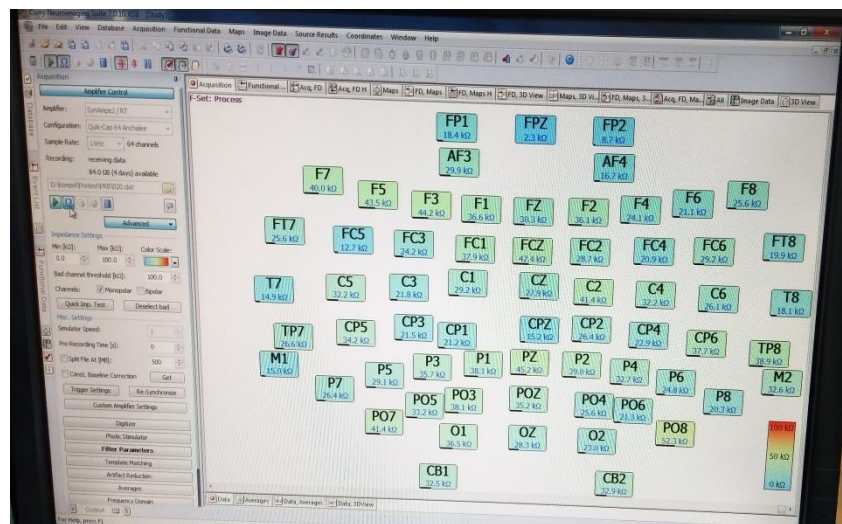 Curry Neuroimaging Suite 7.0.10 XSB - [Study1]
File Edit View Database Acquisition Functional Data Maps Image Data Source Results Coordinates Window Help
Acquisition
Amplifier Control
Amplifier: SynAmps2 / RT
Configuration: Quik-Cap 64 Anchalee
Sample Rate: 1 kHz 64 channels
Recording: receiving data
84.0 GB (4 days) available
Advanced
Impedance Settings
Min [kΩ]: Max [kΩ]: Color Scale:
0.0 100.0
Bad channel threshold [kΩ]: 100.0
Channels: Monopolar Bipolar
Quick Imp. Test Deselect bad
Misc. Settings
Simulator Speed: 1
Pre-Recording Time [s]: 0
Split File At [MB]: 500
Const. Baseline Correction Get
Trigger Settings Re-Synchronize
Custom Amplifier Settings
Digitizer
Photic Stimulator
Filter Parameters
Template Matching
Artifact Reduction
Averages
Frequency Domain
Output
For Help, press F1
Database
Event List
Functional Data
Acquisition Functional ... Acq, FD Acq, FD H Maps FD, Maps FD, Maps H FD, 3D View Maps, 3D Vi... FD, Maps, 3... Acq, FD, Ma... All Image Data 3D View
F-Set: Process
FP1 FPZ FP2
18.4 kΩ 2.3 kΩ 8.7 kΩ
AF3 AF4
29.9 kΩ 16.7 kΩ
F7 F5 F3 F1 FZ F2 F4 F6 F8
40.0 kΩ 43.5 kΩ 44.2 kΩ 36.6 kΩ 30.3 kΩ 36.1 kΩ 24.1 kΩ 21.1 kΩ 25.6 kΩ
FT7 FC5 FC3 FC1 FCZ FC2 FC4 FC6 FT8
25.6 kΩ 12.7 kΩ 24.2 kΩ 37.9 kΩ 42.4 kΩ 28.7 kΩ 20.9 kΩ 29.2 kΩ 19.9 kΩ
T7 C5 C3 C1 CZ C2 C4 C6 T8
14.9 kΩ 32.2 kΩ 21.8 kΩ 29.2 kΩ 27.9 kΩ 41.4 kΩ 32.2 kΩ 26.1 kΩ 18.1 kΩ
TP7 CP5 CP3 CP1 CPZ CP2 CP4 CP6 TP8
26.6 kΩ 34.2 kΩ 21.5 kΩ 21.2 kΩ 15.2 kΩ 26.4 kΩ 22.9 kΩ 37.7 kΩ 38.9 kΩ
M1 P7 P5 P3 P1 PZ P2 P4 P6 P8 M2
15.0 kΩ 26.4 kΩ 29.1 kΩ 35.7 kΩ 38.1 kΩ 45.2 kΩ 39.0 kΩ 32.7 kΩ 24.8 kΩ 20.3 kΩ 32.6 kΩ
PO7 PO5 PO3 POZ PO4 PO6 PO8
41.4 kΩ 33.2 kΩ 38.1 kΩ 35.2 kΩ 25.6 kΩ 21.3 kΩ 52.3 kΩ
O1 OZ O2
36.5 kΩ 28.3 kΩ 23.0 kΩ
CB1 CB2
32.5 kΩ 32.9 kΩ
100 kΩ
50 kΩ
0 kΩ
Data Averages Data, Averages Data, 3DView